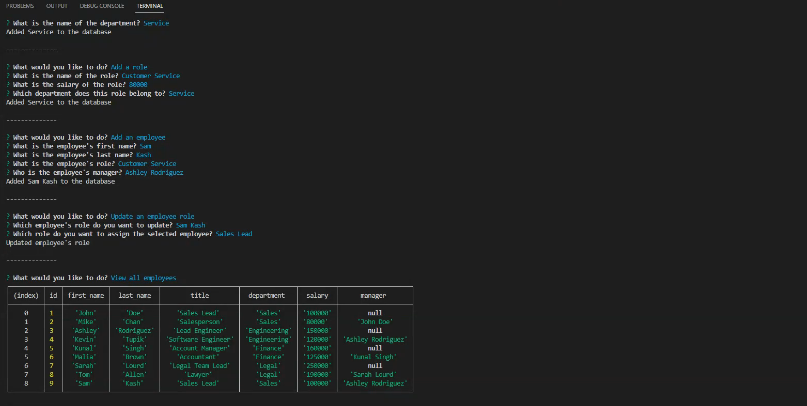 PROBLEMS OUTPUT DEBUG CONSOLE TERMINAL
? What is the name of the department? Service
Added Service to the database
-------------
? What would you like to do? Add a role
? What is the name of the role? Customer Service
? What is the salary of the role? 80000
? Which department does this role belong to? Service
Added Service to the database
-------------
? What would you like to do? Add an employee
? What is the employee's first name? Sam
? What is the employee's last name? Kash
? What is the employee's role? Customer Service
? Who is the employee's manager? Ashley Rodriguez
Added Sam Kash to the database
-------------
? What would you like to do? Update an employee role
? Which employee's role do you want to update? Sam Kash
? Which role do you want to assign the selected employee? Sales Lead
Updated employee's role
-------------
? What would you like to do? View all employees
(index) id first name last name title department salary manager
0 1 'John' 'Doe' 'Sales Lead' 'Sales' '100000' null
1 2 'Mike' 'Chan' 'Salesperson' 'Sales' '80000' 'John Doe'
2 3 'Ashley' 'Rodriguez' 'Lead Engineer' 'Engineering' '150000' null
3 4 'Kevin' 'Tupik' 'Software Engineer' 'Engineering' '120000' 'Ashley Rodriguez'
4 5 'Kunal' 'Singh' 'Account Manager' 'Finance' '160000' null
5 6 'Malia' 'Brown' 'Accountant' 'Finance' '125000' 'Kunal Singh'
6 7 'Sarah' 'Lourd' 'Legal Team Lead' 'Legal' '250000' null
7 8 'Tom' 'Allen' 'Lawyer' 'Legal' '190000' 'Sarah Lourd'
8 9 'Sam' 'Kash' 'Sales Lead' 'Sales' '100000' 'Ashley Rodriguez'